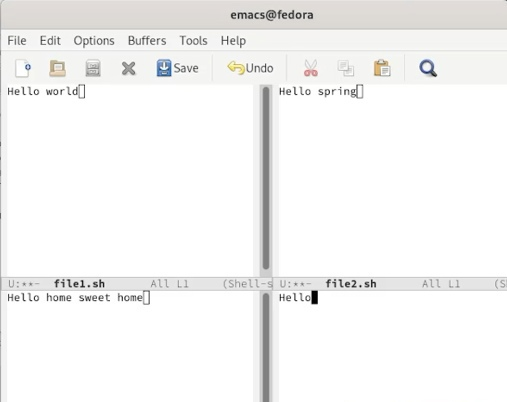 emacs@fedora
File Edit Options Buffers Tools Help
Save Undo
Hello world
Hello spring
U:**- file1.sh All L1 (Shell-s
U:**- file2.sh All L1 (S
Hello home sweet home
Hello